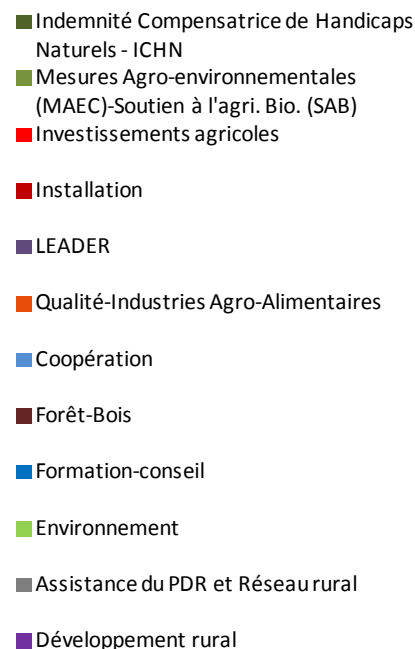 Indemnité Compensatrice de Handicaps
Naturels - ICHN
Mesures Agro-environnementales
(MAEC)-Soutien à l'agri. Bio. (SAB)
Investissements agricoles
Installation
LEADER
Qualité-Industries Agro-Alimentaires
Coopération
Forêt-Bois
Formation-conseil
Environnement
Assistance du PDR et Réseau rural
Développement rural